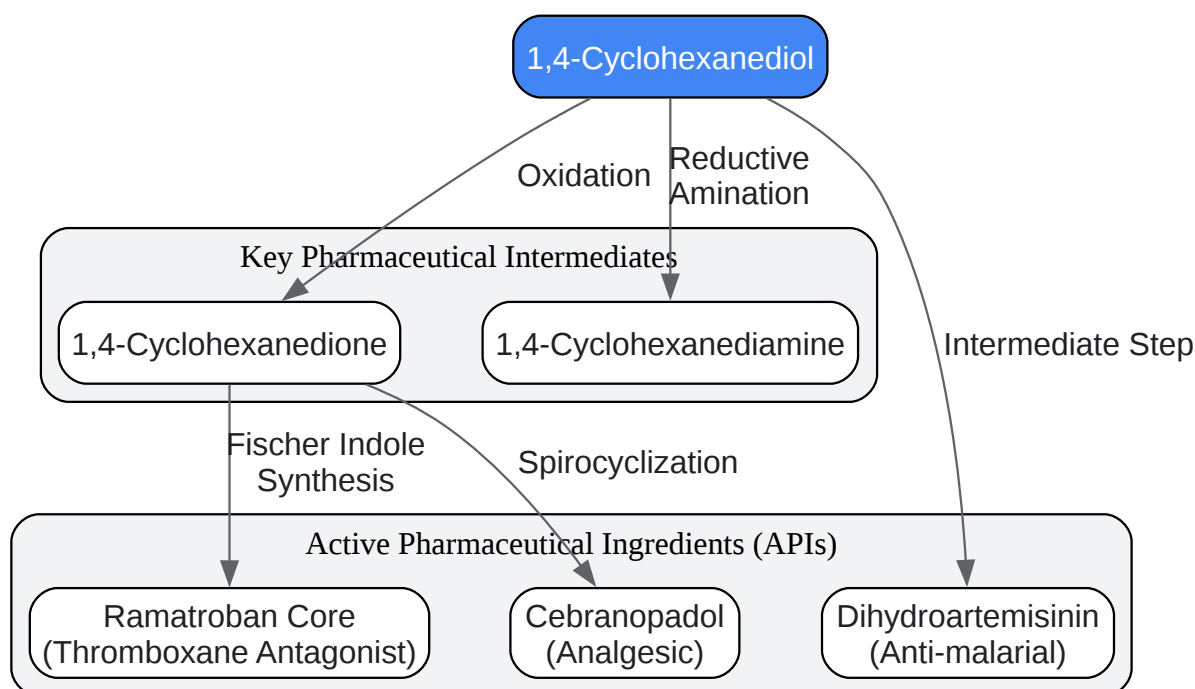 1,4-Cyclohexanediol
Oxidation
Reductive
Amination
Key Pharmaceutical Intermediates
1,4-Cyclohexanedione
1,4-Cyclohexanediamine
Intermediate Step
Fischer Indole
Synthesis
Spirocyclization
Active Pharmaceutical Ingredients (APIs)
Ramatroban Core
(Thromboxane Antagonist)
Cebranopadol
(Analgesic)
Dihydroartemisinin
(Anti-malarial)